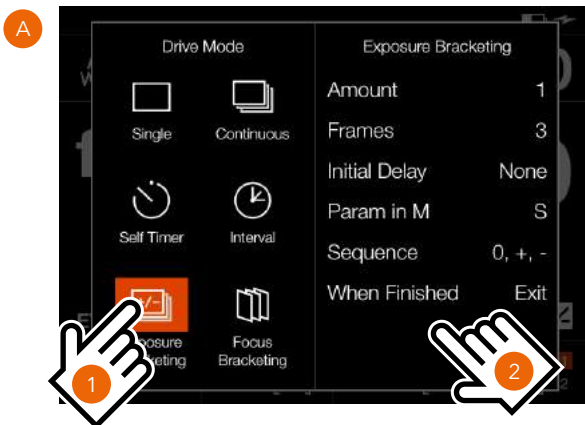 A
Drive Mode
Exposure Bracketing
Single
Continuous
Self Timer
Interval
+/-
Focus
Bracketing
Amount 1
Frames 3
Initial Delay None
Param in M S
Sequence 0, +, -
When Finished Exit
1
2